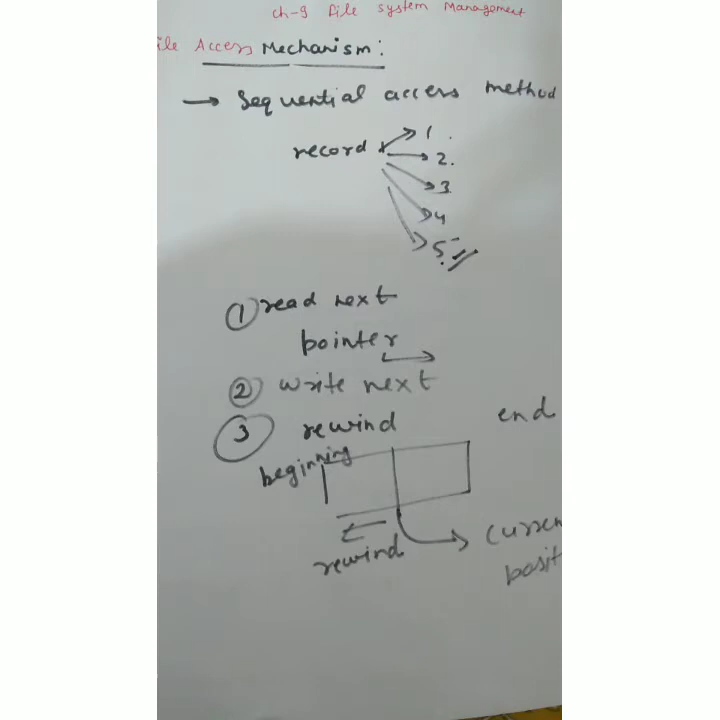 ch-9 File System Management
ile Access Mechanism:
→ Sequential access method
record
1.
2.
3
4
5.
① read next
pointer
② write next
③ rewind
end
beginning
rewind
curren
posit